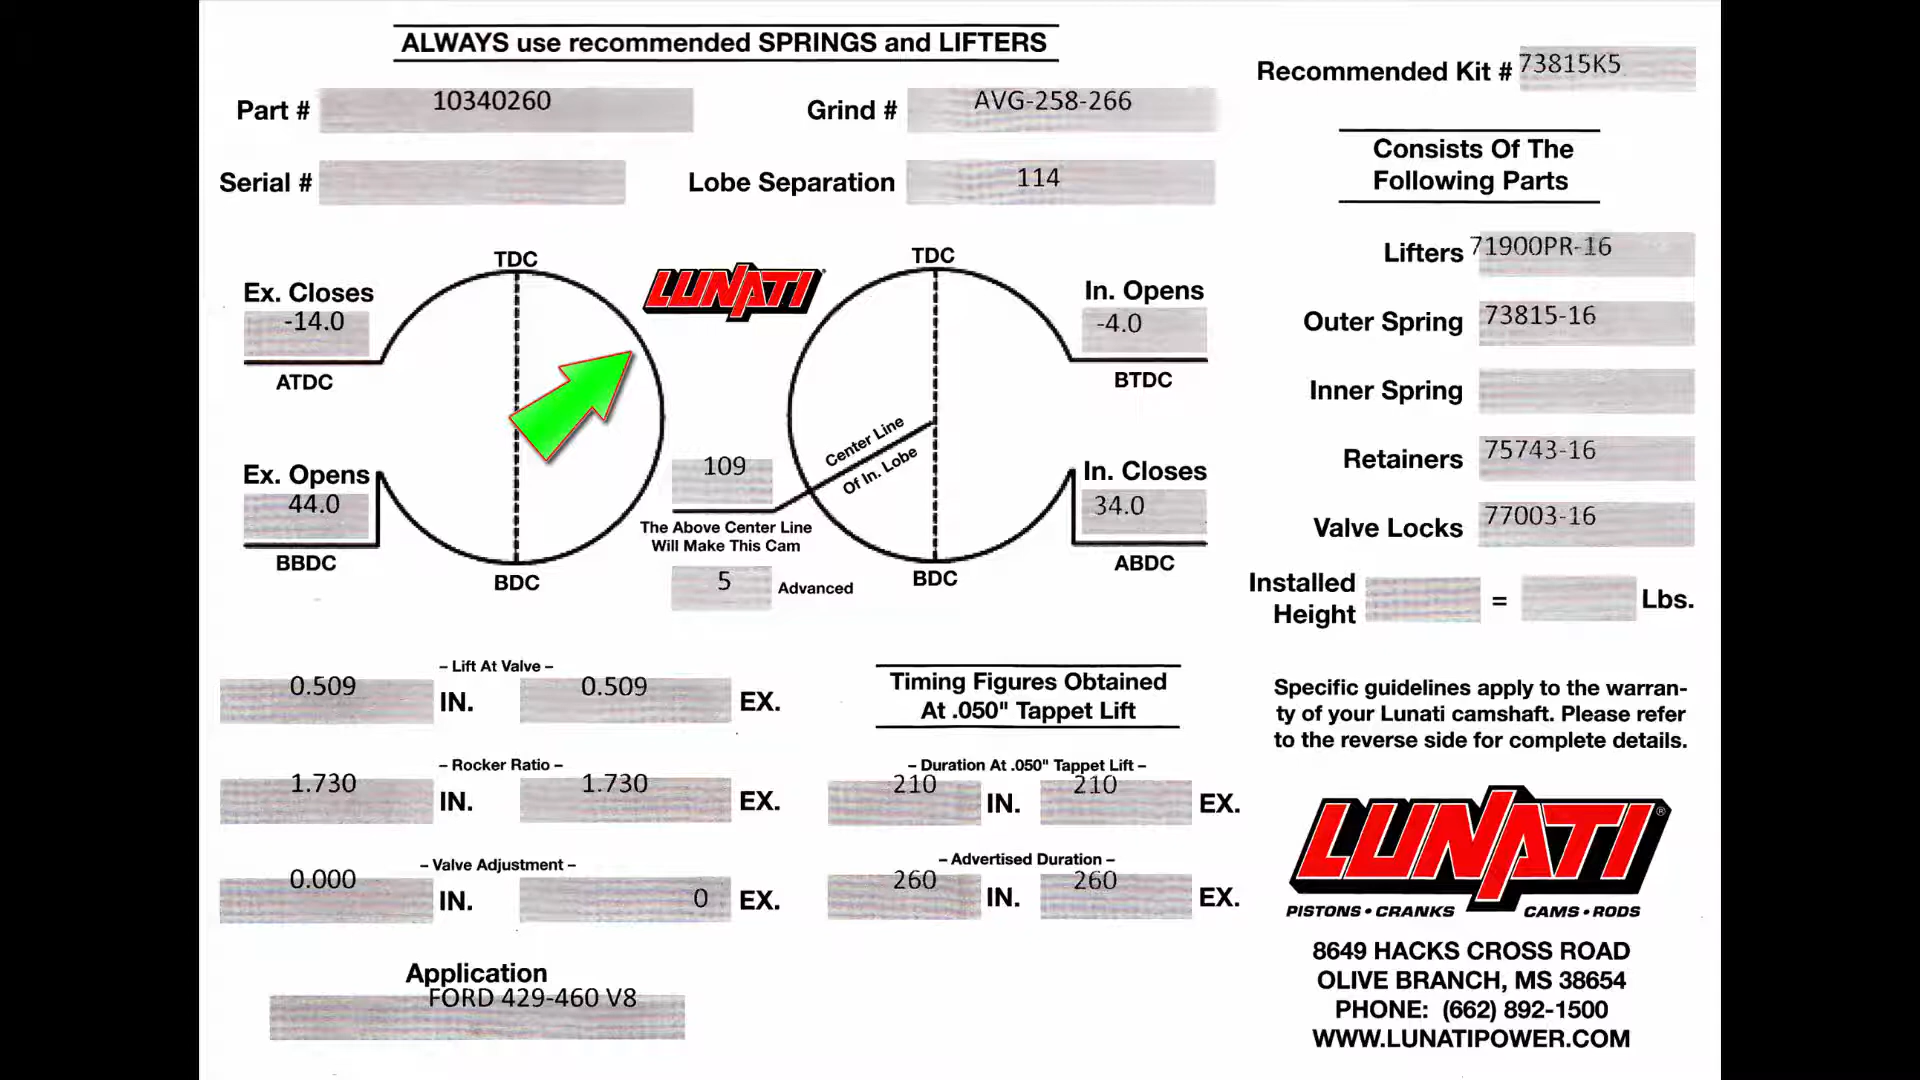 ALWAYS use recommended SPRINGS and LIFTERS
Recommended Kit # 73815K5
Part # 10340260
Grind # AVG-258-266
Serial #
Lobe Separation 114
Consists Of The
Following Parts
Lifters 71900PR-16
Outer Spring 73815-16
Inner Spring
Retainers 75743-16
Valve Locks 77003-16
Installed
Height = Lbs.
TDC
Ex. Closes
-14.0
ATDC
Ex. Opens
44.0
BBDC
BDC
LUNATI
TDC
In. Opens
-4.0
BTDC
Center Line
Of In. Lobe
In. Closes
34.0
ABDC
BDC
109
The Above Center Line
Will Make This Cam
5 Advanced
– Lift At Valve –
0.509 IN. 0.509 EX.
– Rocker Ratio –
1.730 IN. 1.730 EX.
– Valve Adjustment –
0.000 IN. 0 EX.
Timing Figures Obtained
At .050" Tappet Lift
– Duration At .050" Tappet Lift –
210 IN. 210 EX.
– Advertised Duration –
260 IN. 260 EX.
Application
FORD 429-460 V8
Specific guidelines apply to the warran-
ty of your Lunati camshaft. Please refer
to the reverse side for complete details.
LUNATI®
PISTONS • CRANKS CAMS • RODS
8649 HACKS CROSS ROAD
OLIVE BRANCH, MS 38654
PHONE: (662) 892-1500
WWW.LUNATIPOWER.COM